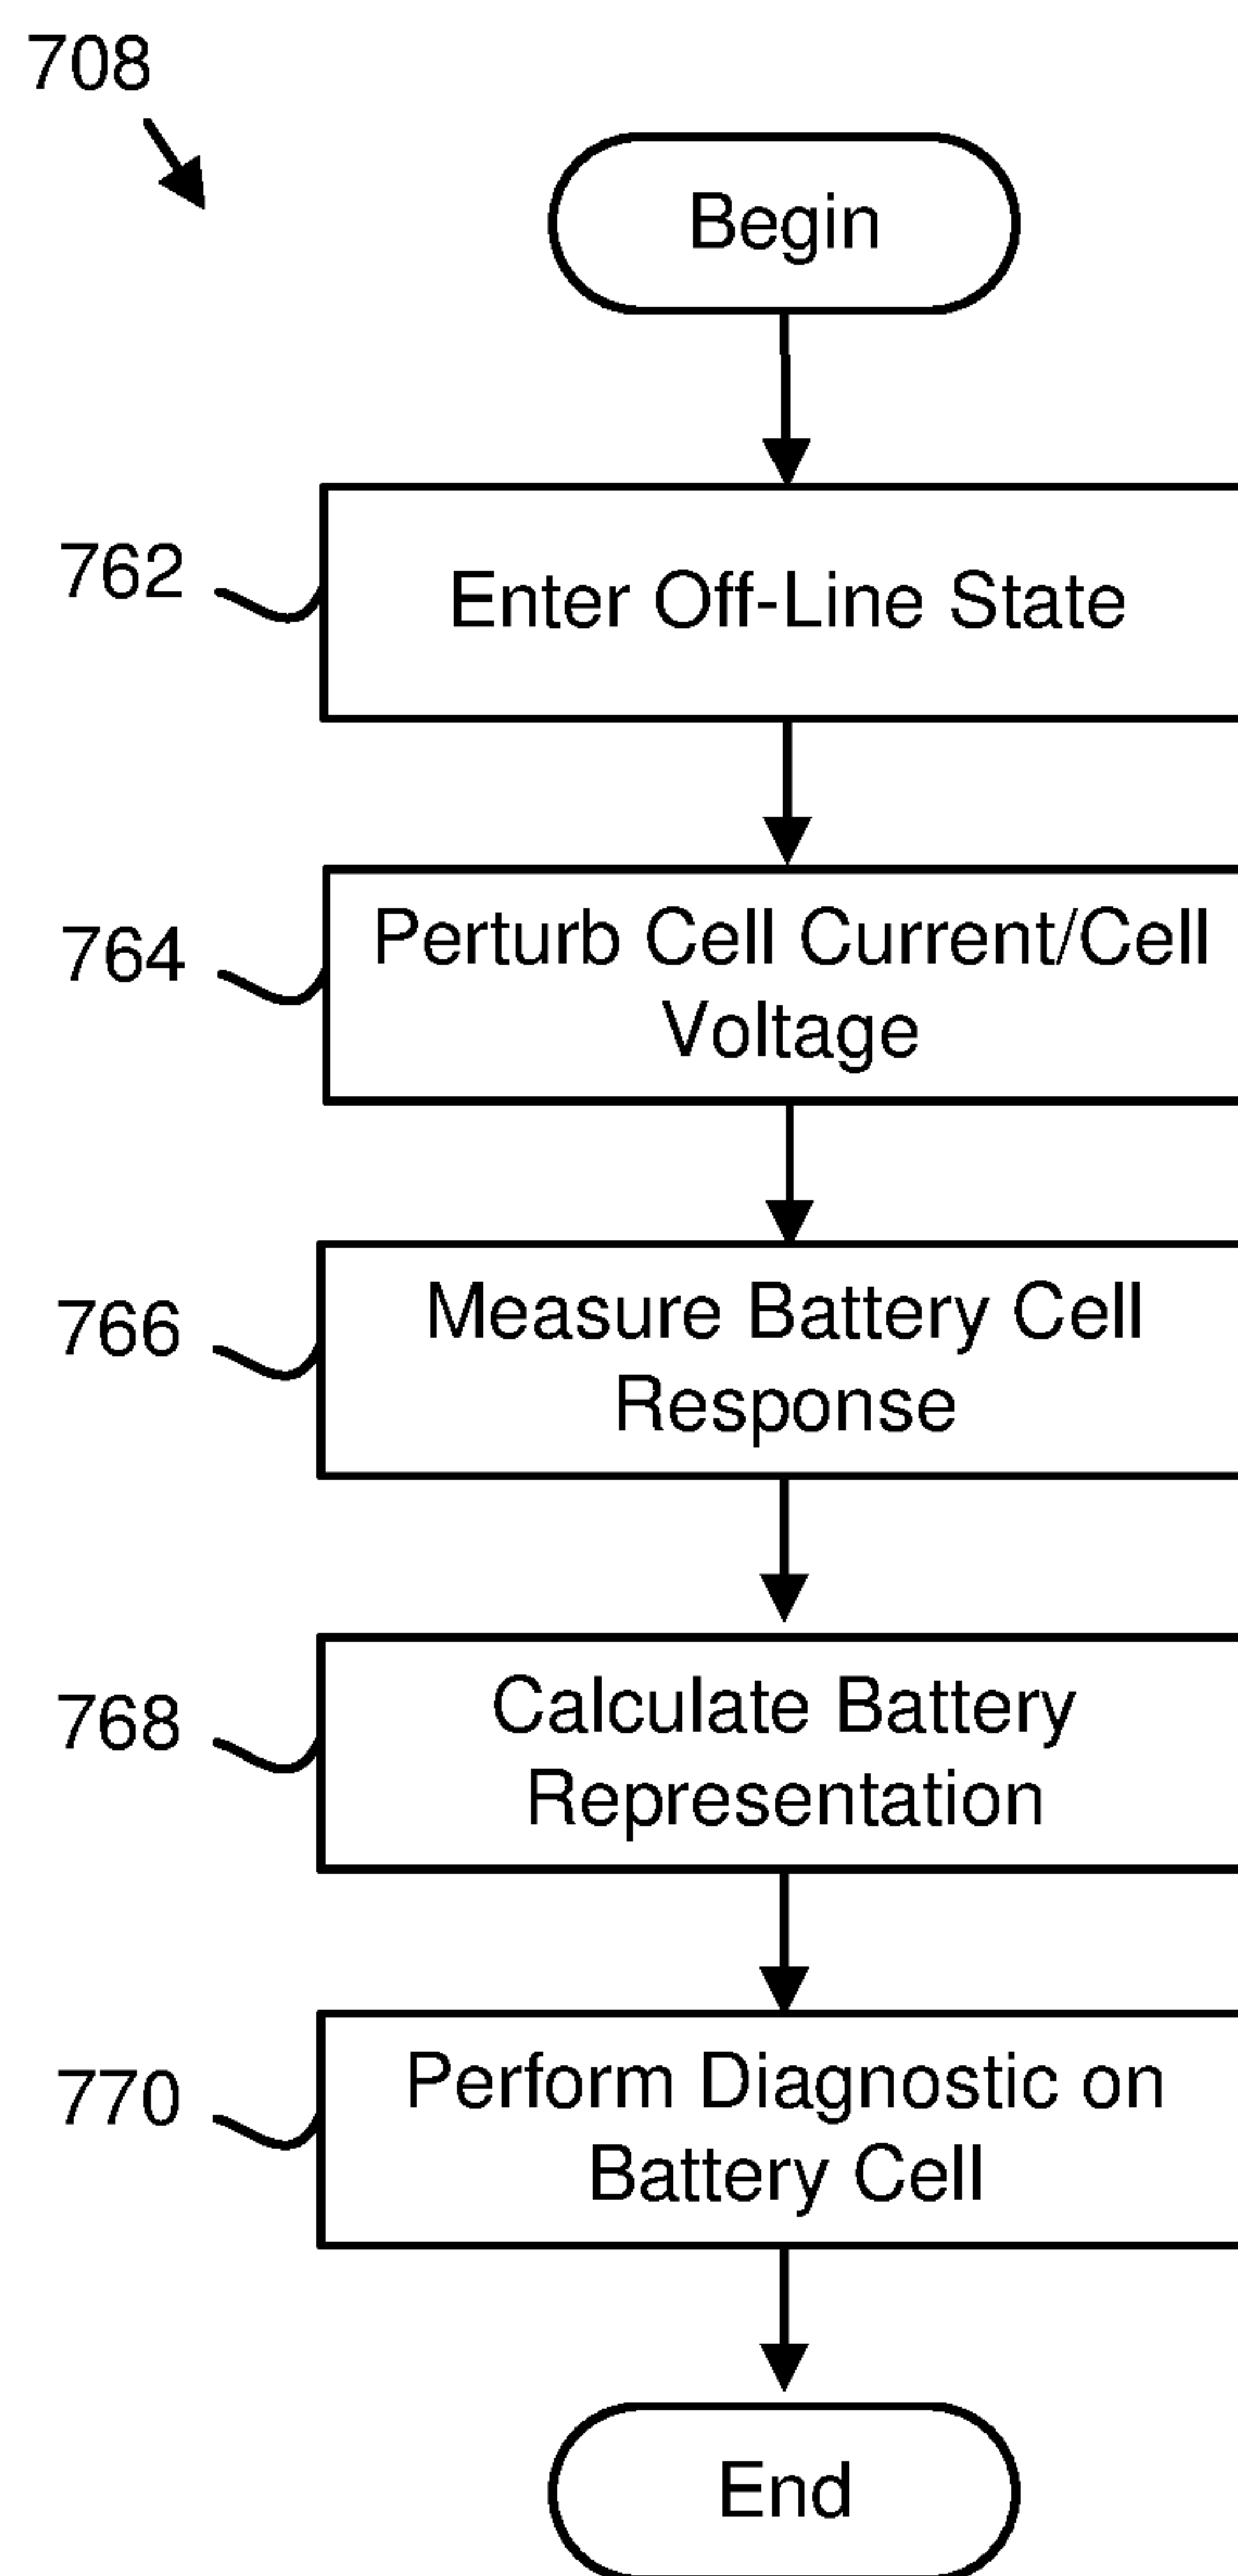 708
Begin
762
Enter Off-Line State
764
Perturb Cell Current/Cell
Voltage
766
Measure Battery Cell
Response
768
Calculate Battery
Representation
770
Perform Diagnostic on
Battery Cell
End